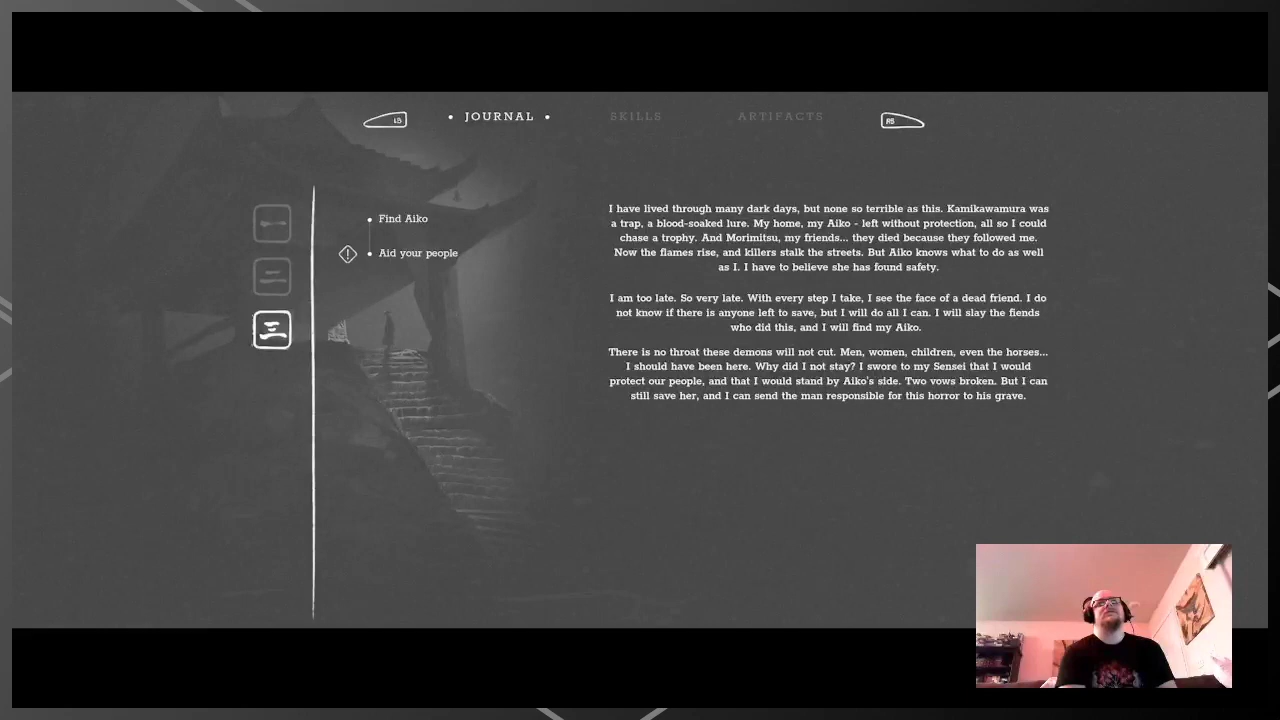 LB
JOURNAL
SKILLS
ARTIFACTS
RB
一
二
三
Find Aiko
! Aid your people
I have lived through many dark days, but none so terrible as this. Kamikawamura was
a trap, a blood-soaked lure. My home, my Aiko - left without protection, all so I could
chase a trophy. And Morimitsu, my friends... they died because they followed me.
Now the flames rise, and killers stalk the streets. But Aiko knows what to do as well
as I. I have to believe she has found safety.
I am too late. So very late. With every step I take, I see the face of a dead friend. I do
not know if there is anyone left to save, but I will do all I can. I will slay the fiends
who did this, and I will find my Aiko.
There is no throat these demons will not cut. Men, women, children, even the horses...
I should have been here. Why did I not stay? I swore to my Sensei that I would
protect our people, and that I would stand by Aiko's side. Two vows broken. But I can
still save her, and I can send the man responsible for this horror to his grave.